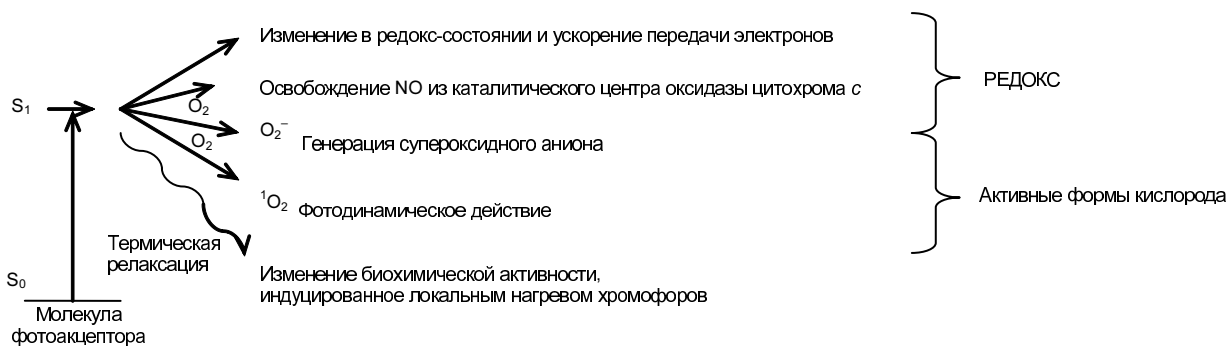 Изменение в редокс-состоянии и ускорение передачи электронов
РЕДОКС
Освобождение NO из каталитического центра оксидазы цитохрома с
S₁
O₂
O₂⁻
O₂
Генерация супероксидного аниона
¹O₂ Фотодинамическое действие
Активные формы кислорода
Термическая
релаксация
S₀
Изменение биохимической активности,
индуцированное локальным нагревом хромофоров
Молекула
фотоакцептора